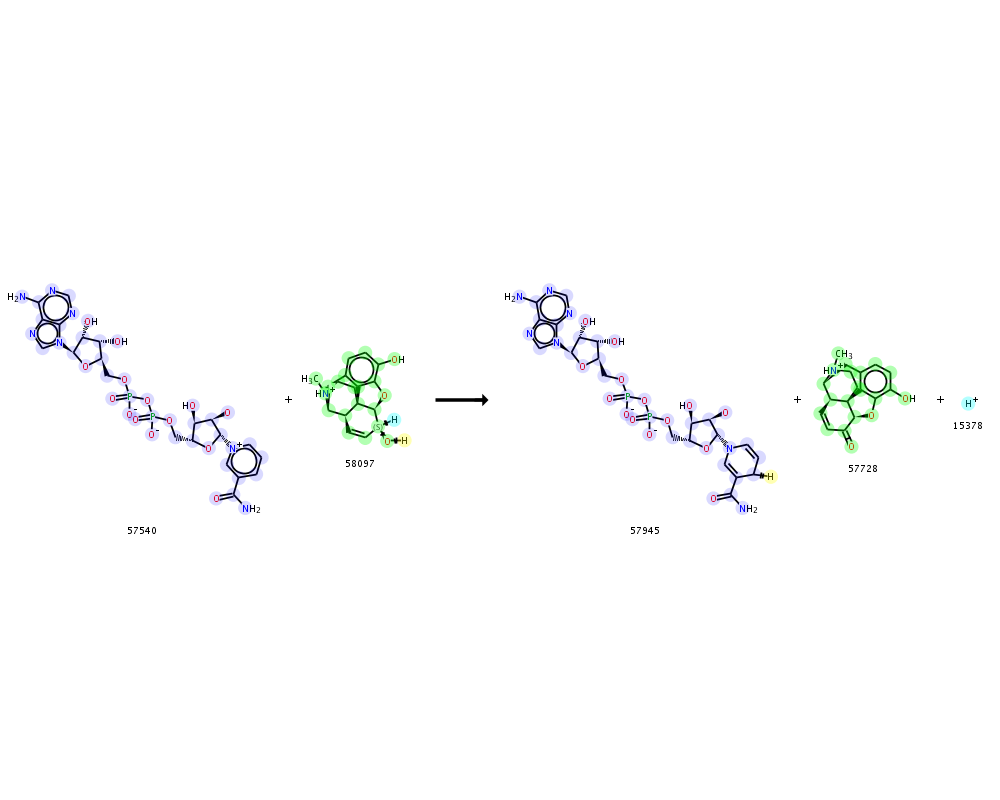 H₂N N N N N OH OH O O P O O⁻ O O P O O⁻ HO O O N⁺ O NH₂
57540
+
H₃C HN⁺ OH O (S) H O H
58097
H₂N N N N N OH OH O O P O O⁻ O O P O O⁻ HO O O N H O NH₂
57945
+
CH₃ HN⁺ OH O O
57728
+
H⁺
15378